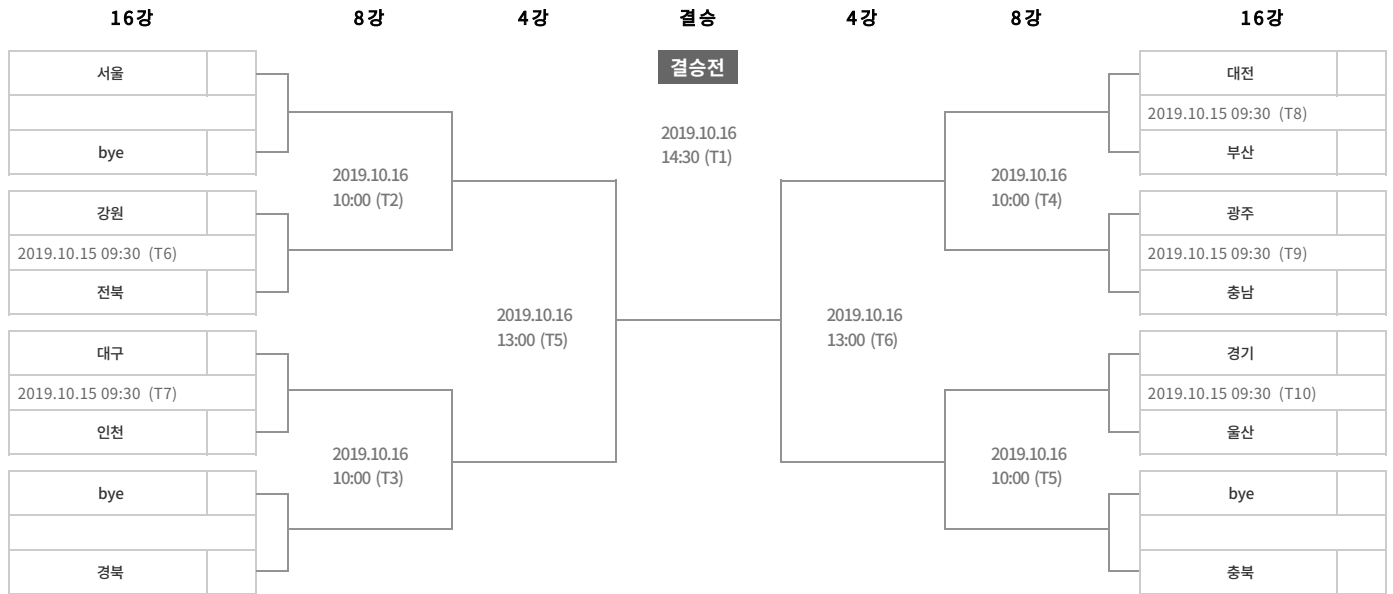 16강 8강 4강 결승 4강 8강 16강
결승전
서울
bye
강원
2019.10.15 09:30 (T6)
전북
대구
2019.10.15 09:30 (T7)
인천
bye
경북
2019.10.16
10:00 (T2)
2019.10.16
10:00 (T3)
2019.10.16
13:00 (T5)
2019.10.16
14:30 (T1)
2019.10.16
13:00 (T6)
2019.10.16
10:00 (T4)
2019.10.16
10:00 (T5)
대전
2019.10.15 09:30 (T8)
부산
광주
2019.10.15 09:30 (T9)
충남
경기
2019.10.15 09:30 (T10)
울산
bye
충북